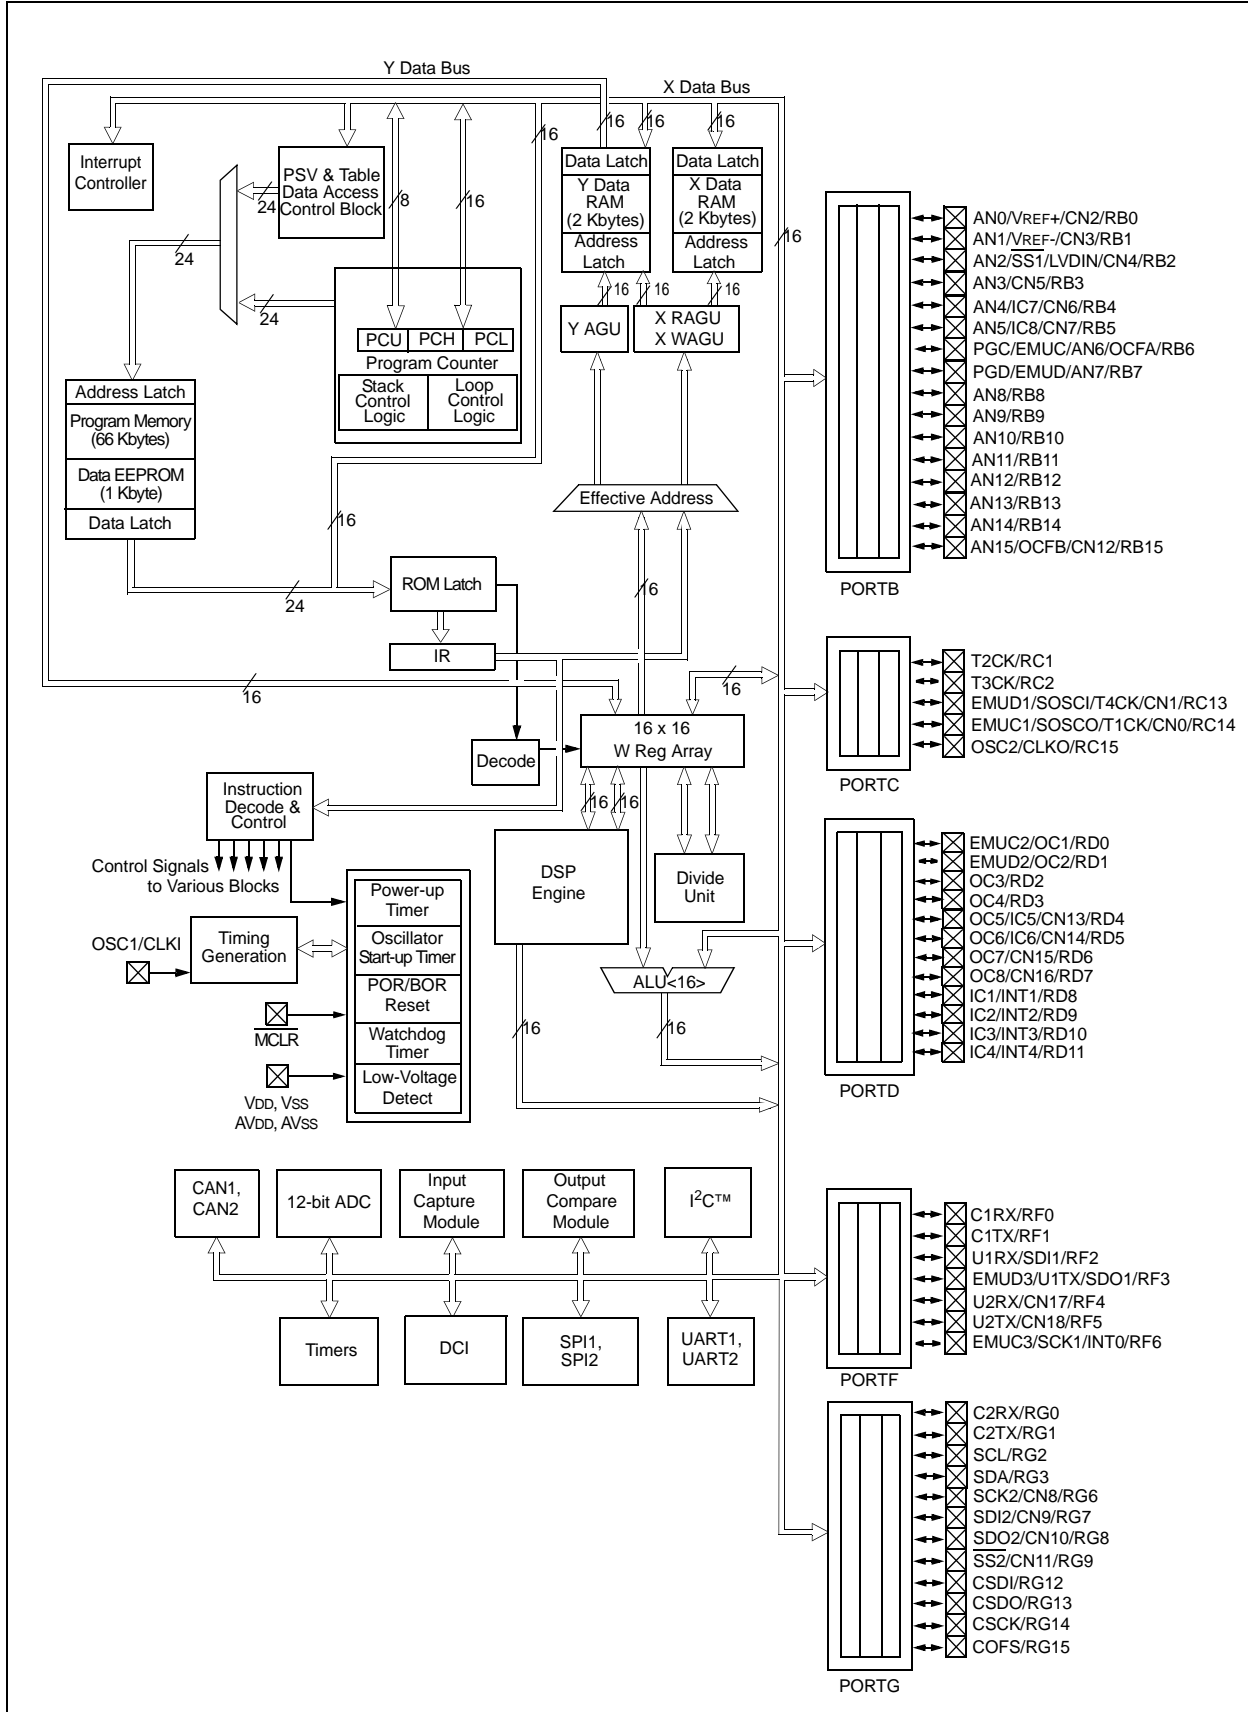 Y Data Bus
X Data Bus
16
16
16
16
Interrupt
Controller
PSV & Table
Data Access
Control Block
24
8
16
Data Latch
Y Data
RAM
(2 Kbytes)
Address
Latch
Data Latch
X Data
RAM
(2 Kbytes)
Address
Latch
16
24
24
16
16
16
Y AGU
X RAGU
X WAGU
PCU
PCH
PCL
Program Counter
Stack
Control
Logic
Loop
Control
Logic
Address Latch
Program Memory
(66 Kbytes)
Data EEPROM
(1 Kbyte)
Data Latch
Effective Address
16
24
ROM Latch
16
IR
16
16
16 x 16
W Reg Array
Decode
Instruction
Decode &
Control
16
16
Control Signals
to Various Blocks
DSP
Engine
Divide
Unit
Power-up
Timer
Oscillator
Start-up Timer
POR/BOR
Reset
Watchdog
Timer
Low-Voltage
Detect
OSC1/CLKI
Timing
Generation
MCLR
VDD, VSS
AVDD, AVSS
ALU<16>
16
16
CAN1,
CAN2
12-bit ADC
Input
Capture
Module
Output
Compare
Module
I2C™
Timers
DCI
SPI1,
SPI2
UART1,
UART2
AN0/VREF+/CN2/RB0
AN1/VREF-/CN3/RB1
AN2/SS1/LVDIN/CN4/RB2
AN3/CN5/RB3
AN4/IC7/CN6/RB4
AN5/IC8/CN7/RB5
PGC/EMUC/AN6/OCFA/RB6
PGD/EMUD/AN7/RB7
AN8/RB8
AN9/RB9
AN10/RB10
AN11/RB11
AN12/RB12
AN13/RB13
AN14/RB14
AN15/OCFB/CN12/RB15
PORTB
T2CK/RC1
T3CK/RC2
EMUD1/SOSCI/T4CK/CN1/RC13
EMUC1/SOSCO/T1CK/CN0/RC14
OSC2/CLKO/RC15
PORTC
EMUC2/OC1/RD0
EMUD2/OC2/RD1
OC3/RD2
OC4/RD3
OC5/IC5/CN13/RD4
OC6/IC6/CN14/RD5
OC7/CN15/RD6
OC8/CN16/RD7
IC1/INT1/RD8
IC2/INT2/RD9
IC3/INT3/RD10
IC4/INT4/RD11
PORTD
C1RX/RF0
C1TX/RF1
U1RX/SDI1/RF2
EMUD3/U1TX/SDO1/RF3
U2RX/CN17/RF4
U2TX/CN18/RF5
EMUC3/SCK1/INT0/RF6
PORTF
C2RX/RG0
C2TX/RG1
SCL/RG2
SDA/RG3
SCK2/CN8/RG6
SDI2/CN9/RG7
SDO2/CN10/RG8
SS2/CN11/RG9
CSDI/RG12
CSDO/RG13
CSCK/RG14
COFS/RG15
PORTG